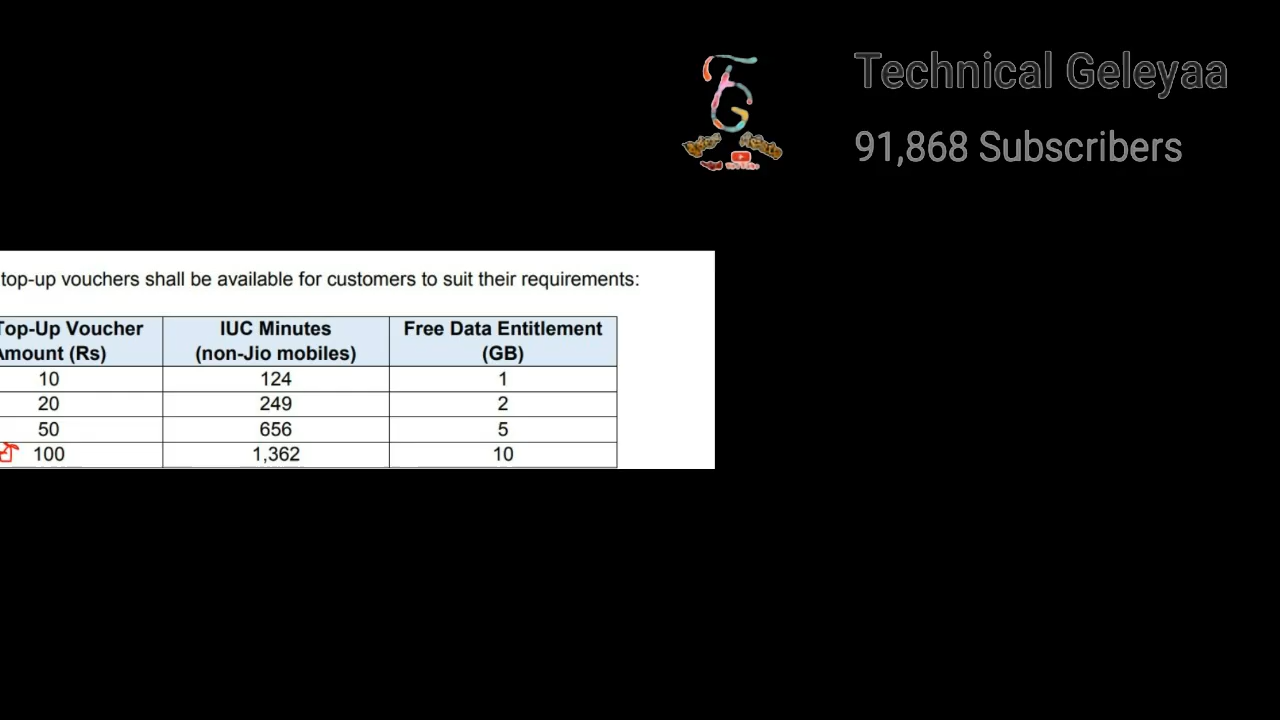 Technical Geleyaa
91,868 Subscribers
top-up vouchers shall be available for customers to suit their requirements:
Top-Up Voucher Amount (Rs) IUC Minutes (non-Jio mobiles) Free Data Entitlement (GB)
10 124 1
20 249 2
50 656 5
100 1,362 10